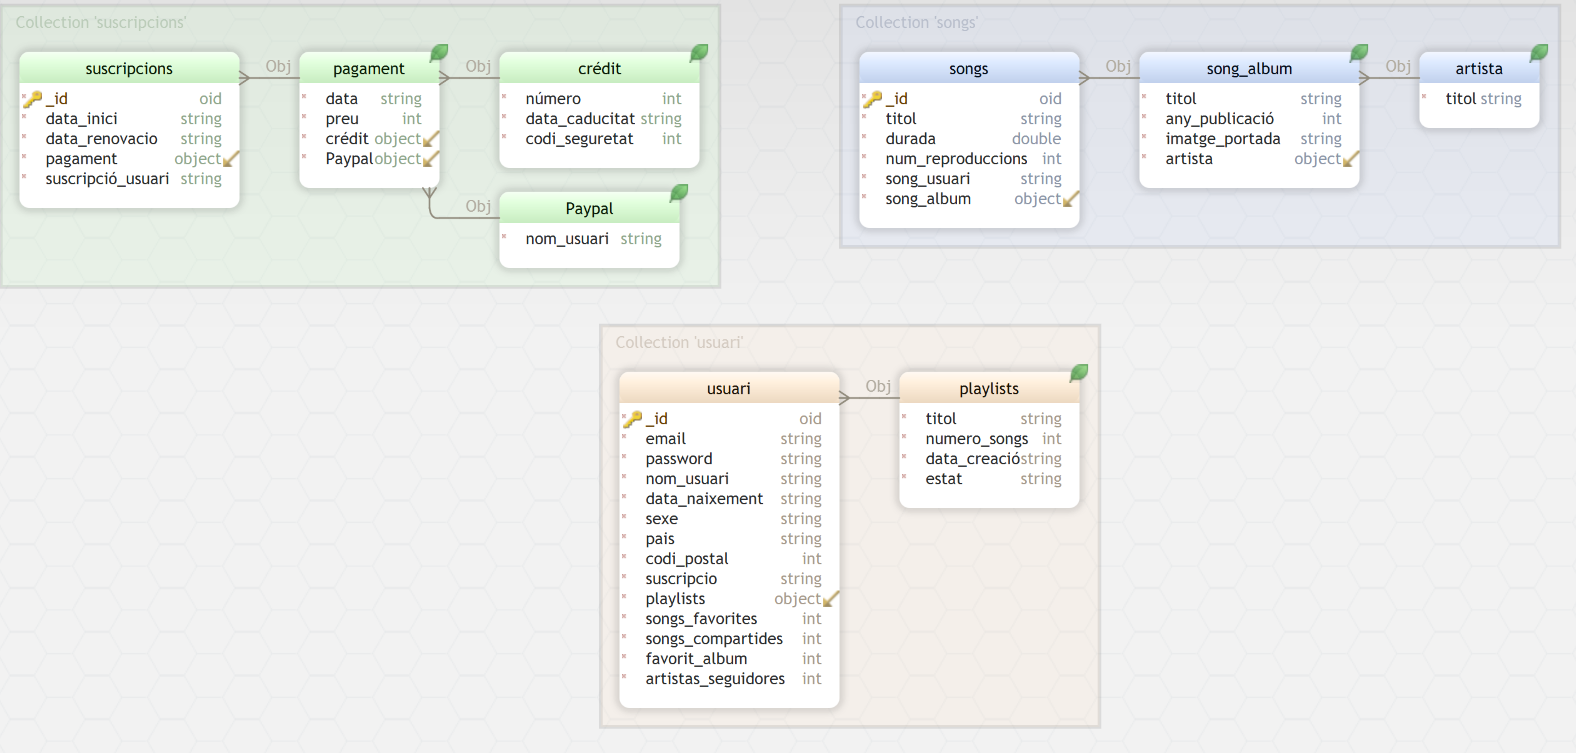 Collection 'suscripcions'
suscripcions
_id oid
data_inici string
data_renovacio string
pagament object
suscripció_usuari string
Obj
pagament
data string
preu int
crédit object
Paypal object
Obj
crédit
número int
data_caducitat string
codi_seguretat int
Obj
Paypal
nom_usuari string
Collection 'songs'
songs
_id oid
titol string
durada double
num_reproduccions int
song_usuari string
song_album object
Obj
song_album
titol string
any_publicació int
imatge_portada string
artista object
Obj
artista
titol string
Collection 'usuari'
usuari
_id oid
email string
password string
nom_usuari string
data_naixement string
sexe string
pais string
codi_postal int
suscripcio string
playlists object
songs_favorites int
songs_compartides int
favorit_album int
artistas_seguidores int
Obj
playlists
titol string
numero_songs int
data_creació string
estat string